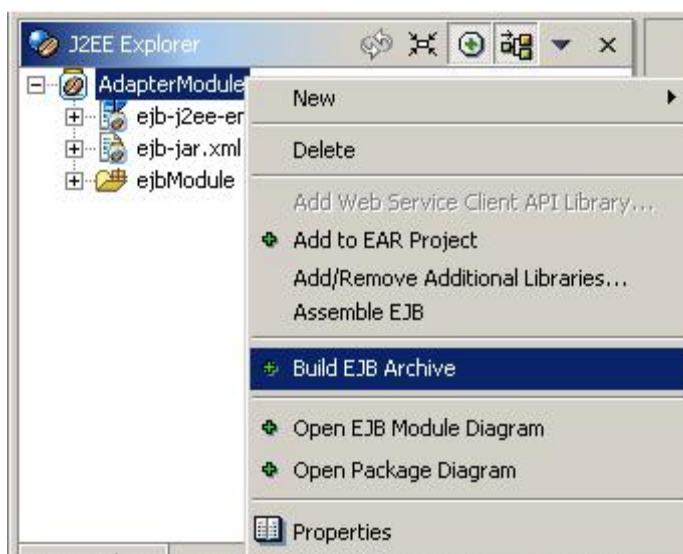 J2EE Explorer
AdapterModule
New
ejb-j2ee-er
ejb-jar.xml
Delete
ejbModule
Add Web Service Client API Library...
Add to EAR Project
Add/Remove Additional Libraries...
Assemble EJB
Build EJB Archive
Open EJB Module Diagram
Open Package Diagram
Properties